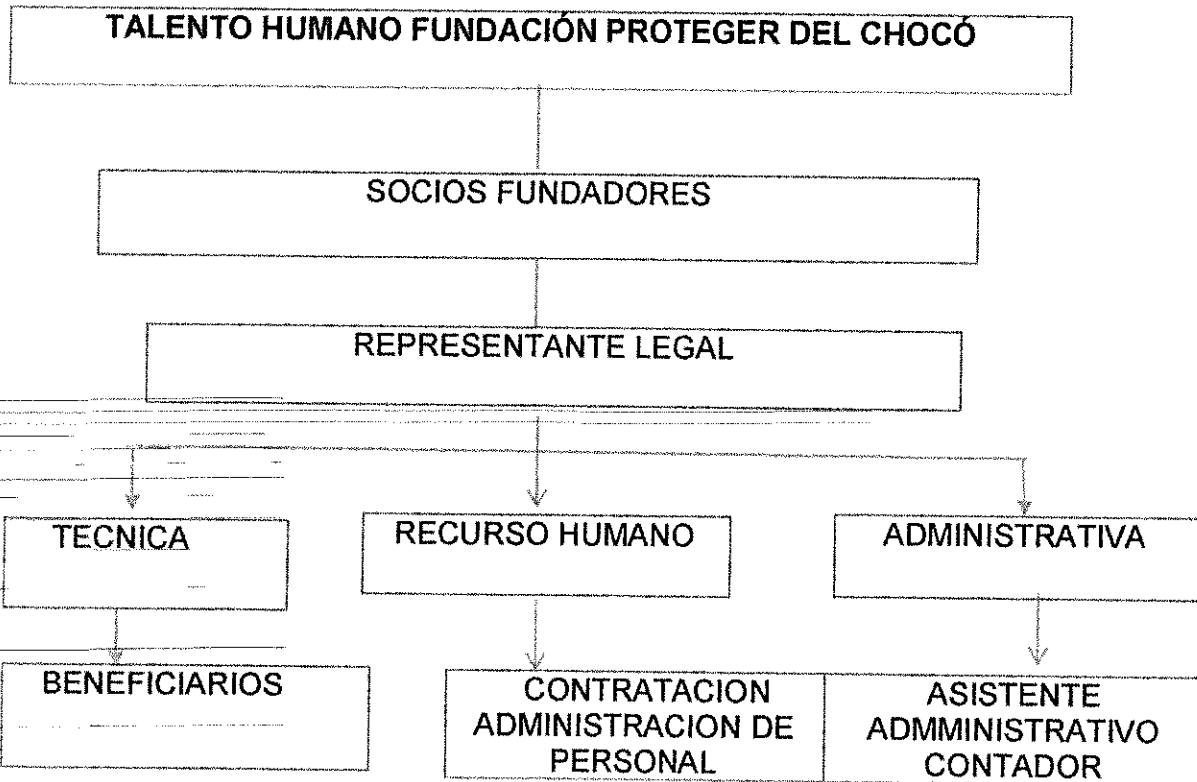 TALENTO HUMANO FUNDACIÓN PROTEGER DEL CHOCÓ
SOCIOS FUNDADORES
REPRESENTANTE LEGAL
TECNICA
RECURSO HUMANO
ADMINISTRATIVA
BENEFICIARIOS
CONTRATACION
ADMINISTRACION DE
PERSONAL
ASISTENTE
ADMMINISTRATIVO
CONTADOR